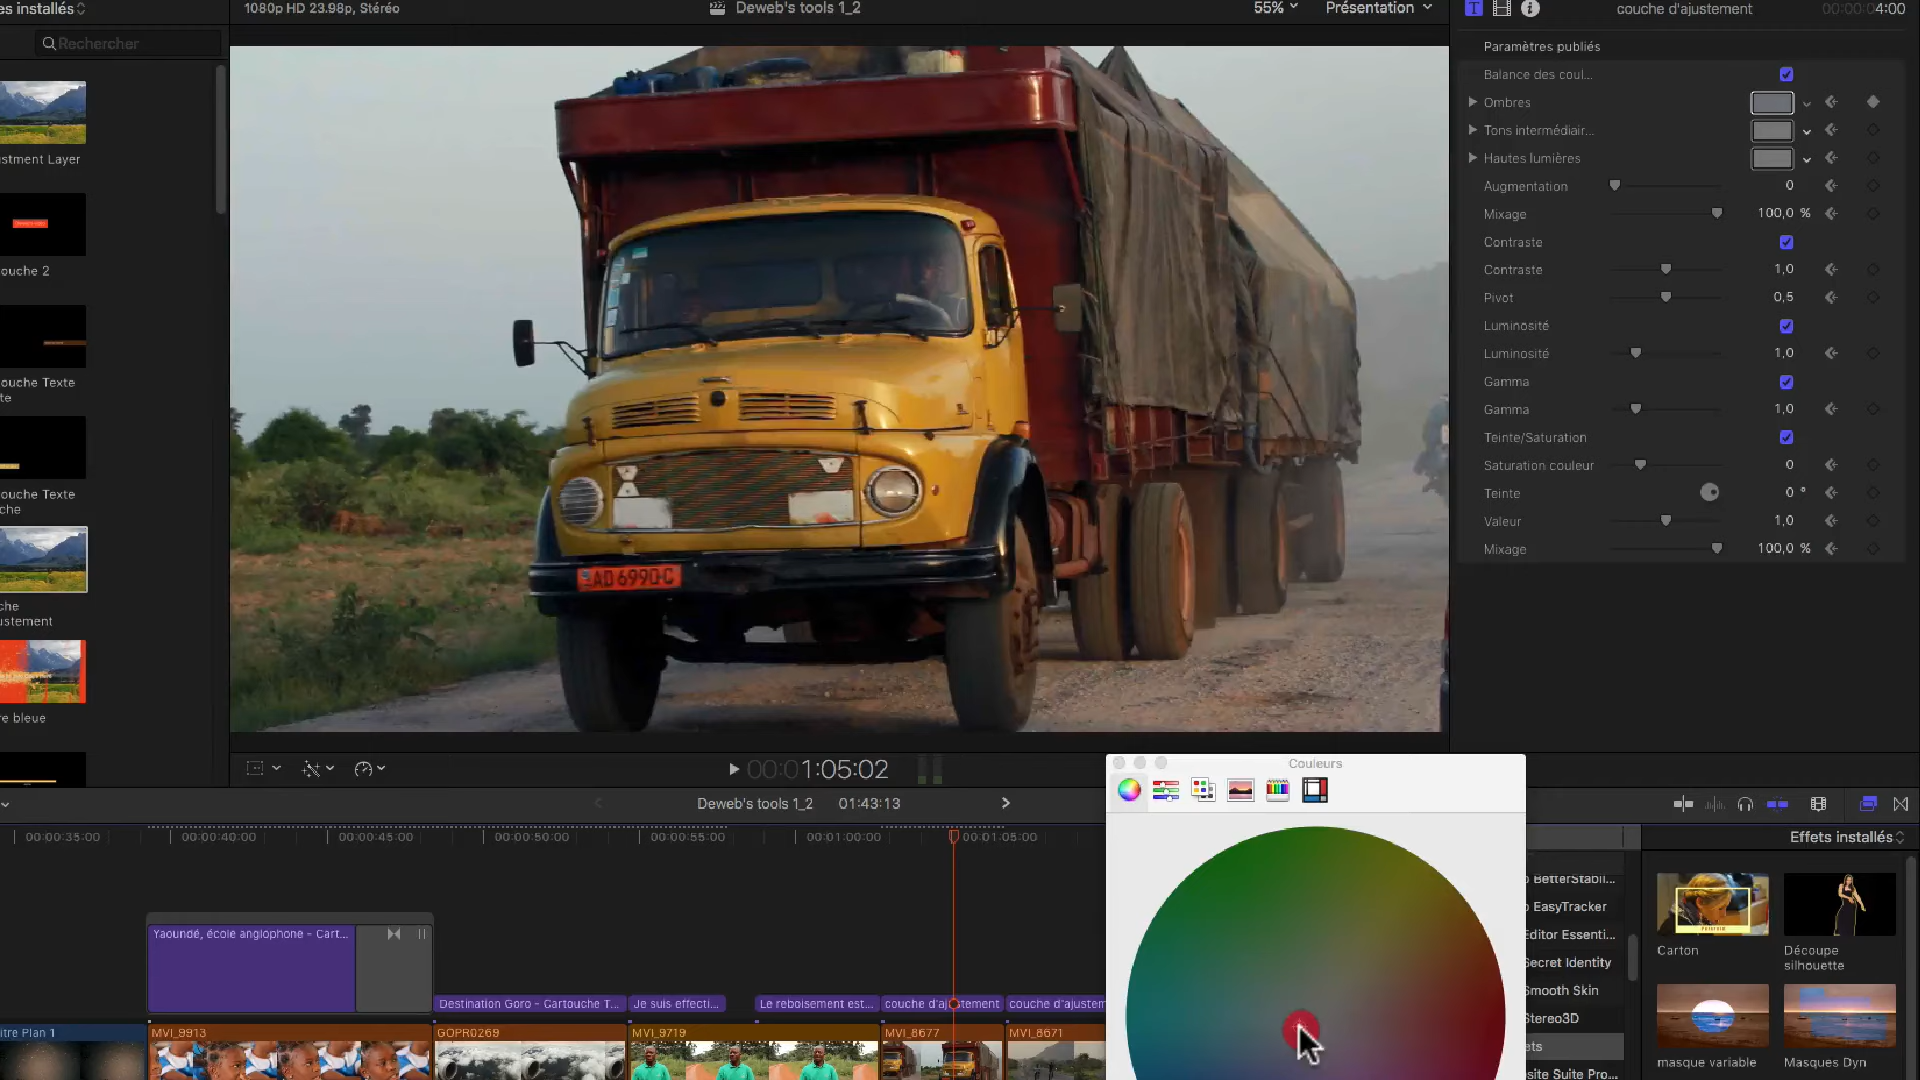 es installés
1080p HD 23.98p, Stéréo
Deweb's tools 1_2
55%
Présentation
couche d'ajustement
00:00:04:00
Rechercher
stment Layer
ouche 2
ouche Texte
te
ouche Texte
che
che
ustement
re bleue
AD 6990 C
Paramètres publiés
Balance des coul...
Ombres
Tons intermédiair...
Hautes lumières
Augmentation 0
Mixage 100,0 %
Contraste
Contraste 1,0
Pivot 0,5
Luminosité
Luminosité 1,0
Gamma
Gamma 1,0
Teinte/Saturation
Saturation couleur 0
Teinte 0 °
Valeur 1,0
Mixage 100,0 %
00:01:05:02
Couleurs
Deweb's tools 1_2 01:43:13
00:00:35:00
00:00:40:00
00:00:45:00
00:00:50:00
00:00:55:00
00:01:00:00
00:01:05:00
Yaoundé, école anglophone - Cart...
Destination Goro - Cartouche T...
Je suis effecti...
Le reboisement est...
couche d'ajustement
couche d'ajustem
itre Plan 1
MVI_9913
GOPR0269
MVI_9719
MVI_8677
MVI_8671
Effets installés
o BetterStabili...
o EasyTracker
Editor Essenti...
Secret Identity
Smooth Skin
Stereo3D
ets
osite Suite Pro...
Carton
Découpe
silhouette
masque variable
Masques Dyn